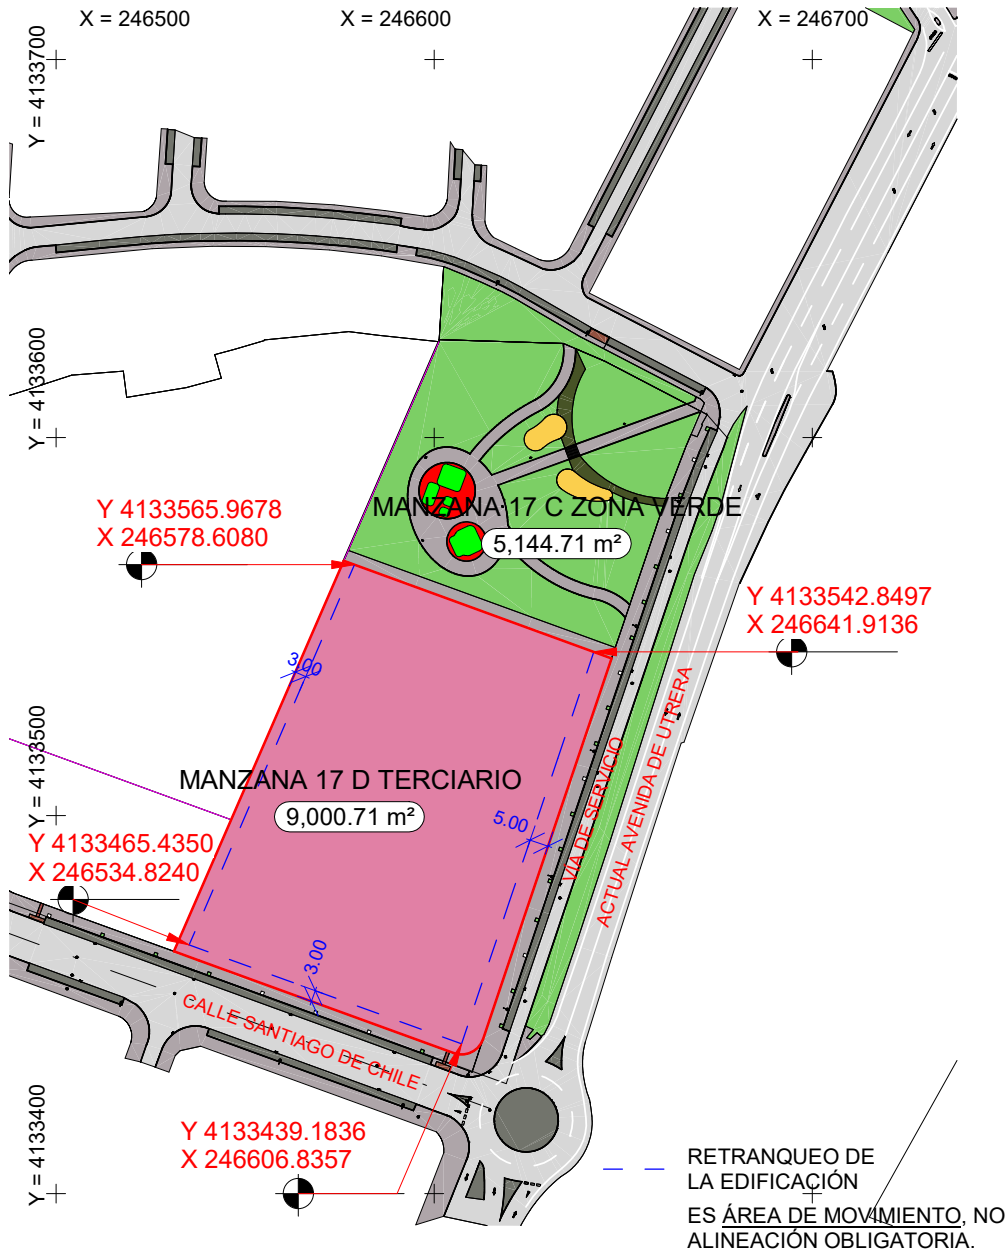 X = 246500
X = 246600
X = 246700
Y = 4133700
Y = 4133600
MANZANA 17 C ZONA VERDE
5,144.71 m²
Y 4133565.9678
X 246578.6080
Y 4133542.8497
X 246641.9136
3.00
Y = 4133500
MANZANA 17 D TERCIARIO
9,000.71 m²
5.00
VIA DE SERVICIO
ACTUAL AVENIDA DE UTRERA
Y 4133465.4350
X 246534.8240
3.00
CALLE SANTIAGO DE CHILE
Y = 4133400
Y 4133439.1836
X 246606.8357
RETRANQUEO DE
LA EDIFICACIÓN
ES ÁREA DE MOVIMIENTO, NO
ALINEACIÓN OBLIGATORIA.